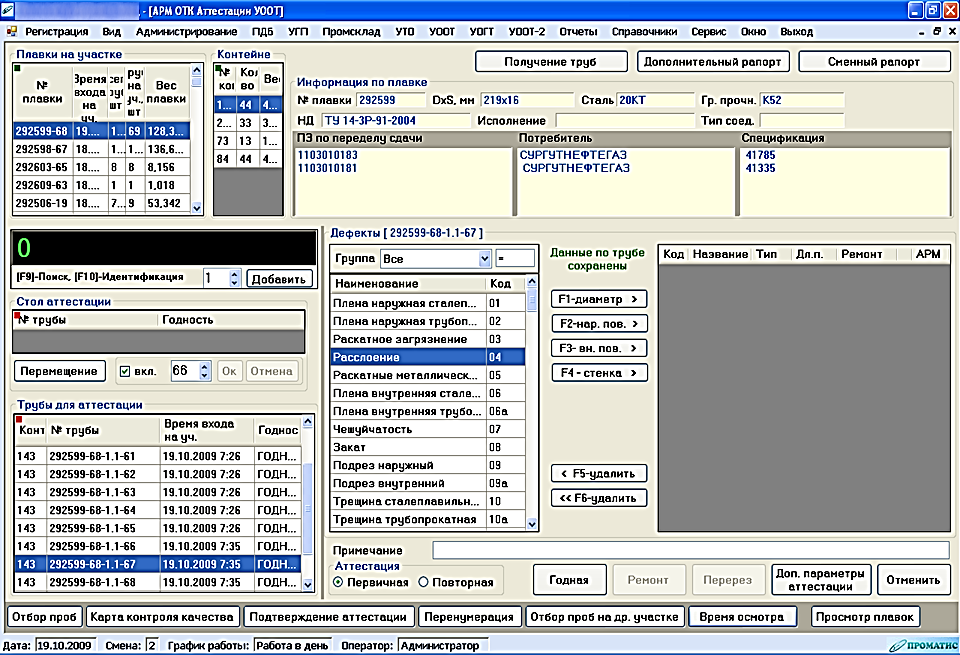 - [АРМ ОТК Аттестации УООТ]
Регистрация Вид Администрирование ПДБ УГП Промсклад УТО УООТ УОГТ УООТ-2 Отчеты Справочники Сервис Окно Выход
Плавки на участке
№ плавки Время входа на уч. шт на уч., шт Вес плавки
292599-68 19.... 1... 69 128,3...
292598-67 18.... 1... 1... 136,6...
292603-65 18.... 8 8 8,156
292609-63 18.... 1 1 1,018
292506-19 18.... 7... 9 53,342
Контейне
№ ко Ко во Ве
1... 44 4...
2... 33 3...
73 13 1...
84 44 4...
Получение труб Дополнительный рапорт Сменный рапорт
Информация по плавке
№ плавки 292599 DxS, мм 219x16 Сталь 20КТ Гр. прочн. К52
НД ТУ 14-3Р-91-2004 Исполнение Тип соед.
ПЗ по переделу сдачи Потребитель Спецификация
1103010183 СУРГУТНЕФТЕГАЗ 41785
1103010181 СУРГУТНЕФТЕГАЗ 41335
0
[F9]-Поиск, [F10]-Идентификация 1 Добавить
Стол аттестации
№ трубы Годность
Перемещение вкл. 66 Ок Отмена
Трубы для аттестации
Конт № трубы Время входа на уч. Годнос
143 292599-68-1.1-61 19.10.2009 7:26 ГОДН...
143 292599-68-1.1-62 19.10.2009 7:26 ГОДН...
143 292599-68-1.1-63 19.10.2009 7:26 ГОДН...
143 292599-68-1.1-64 19.10.2009 7:26 ГОДН...
143 292599-68-1.1-65 19.10.2009 7:26 ГОДН...
143 292599-68-1.1-66 19.10.2009 7:35 ГОДН...
143 292599-68-1.1-67 19.10.2009 7:35 ГОДН...
143 292599-68-1.1-68 19.10.2009 7:35 ГОДН...
Дефекты [ 292599-68-1.1-67 ]
Группа Все =
Наименование Код
Плена наружная сталеп... 01
Плена наружная трубоп... 02
Раскатное загрязнение 03
Расслоение 04
Раскатные металлическ... 05
Плена внутренняя стале... 06
Плена внутренняя трубо... 06а
Чешуйчатость 07
Закат 08
Подрез наружный 09
Подрез внутренний 09а
Трещина сталеплавильн... 10
Трещина трубопрокатная 10а
Данные по трубе
сохранены
F1-диаметр >
F2-нар. пов. >
F3- вн. пов. >
F4 - стенка >
< F5-удалить
<< F6-удалить
Код Название Тип Дл.п. Ремонт АРМ
Примечание
Аттестация
Первичная Повторная
Годная Ремонт Перерез Доп. параметры аттестации Отменить
Отбор проб Карта контроля качества Подтверждение аттестации Перенумерация Отбор проб на др. участке Время осмотра Просмотр плавок
Дата: 19.10.2009 Смена: 2 График работы: Работа в день Оператор: Администратор
ПРОМАТИС